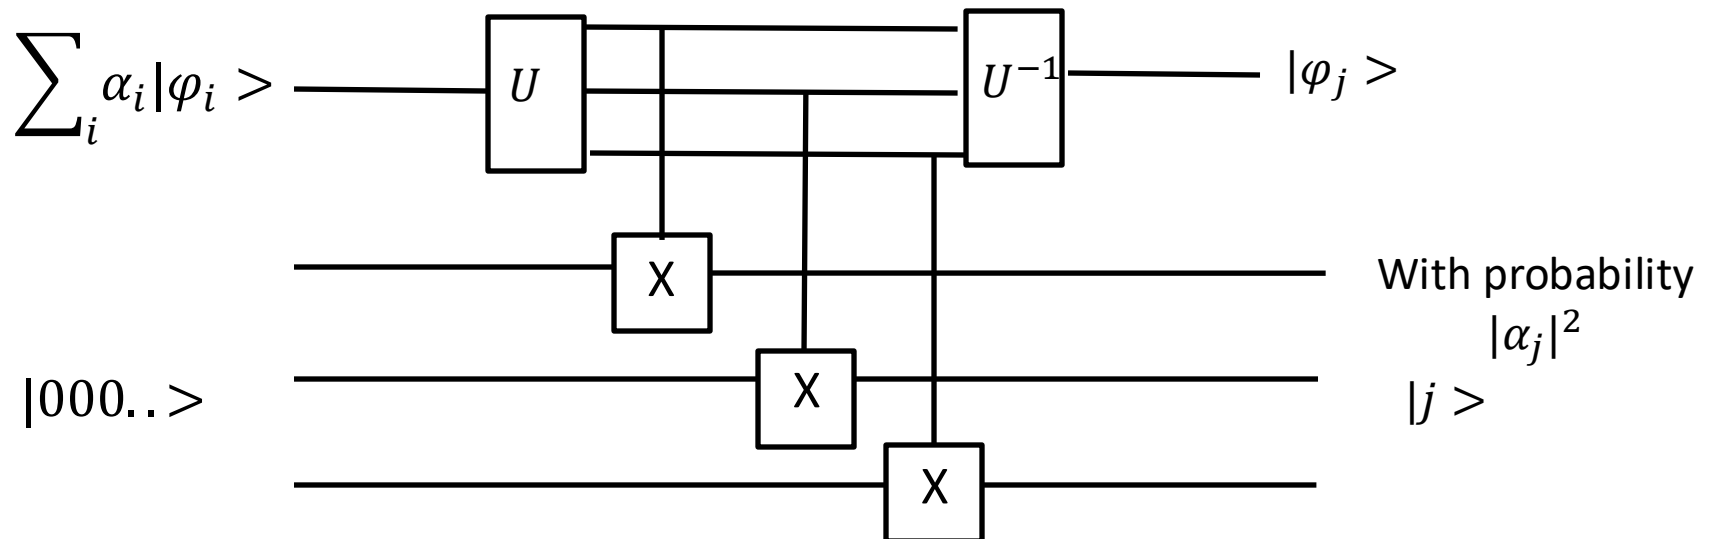 ∑ᵢ αᵢ|φᵢ >
U
U⁻¹
|φⱼ >
X
With probability
|αⱼ|²
X
|000.. >
|j >
X